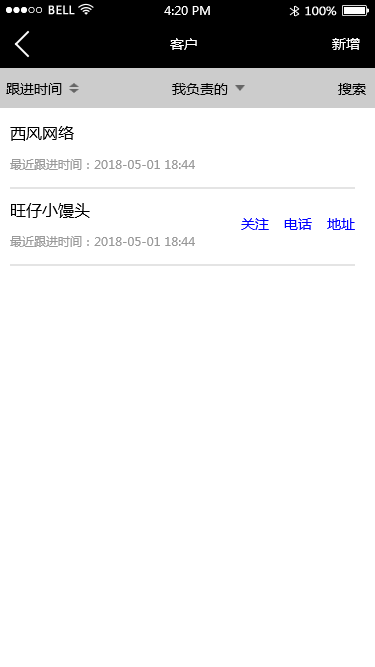 BELL 4:20 PM 100%
客户 新增
跟进时间 我负责的 搜索
西风网络
最近跟进时间：2018-05-01 18:44
旺仔小馒头
关注 电话 地址
最近跟进时间：2018-05-01 18:44